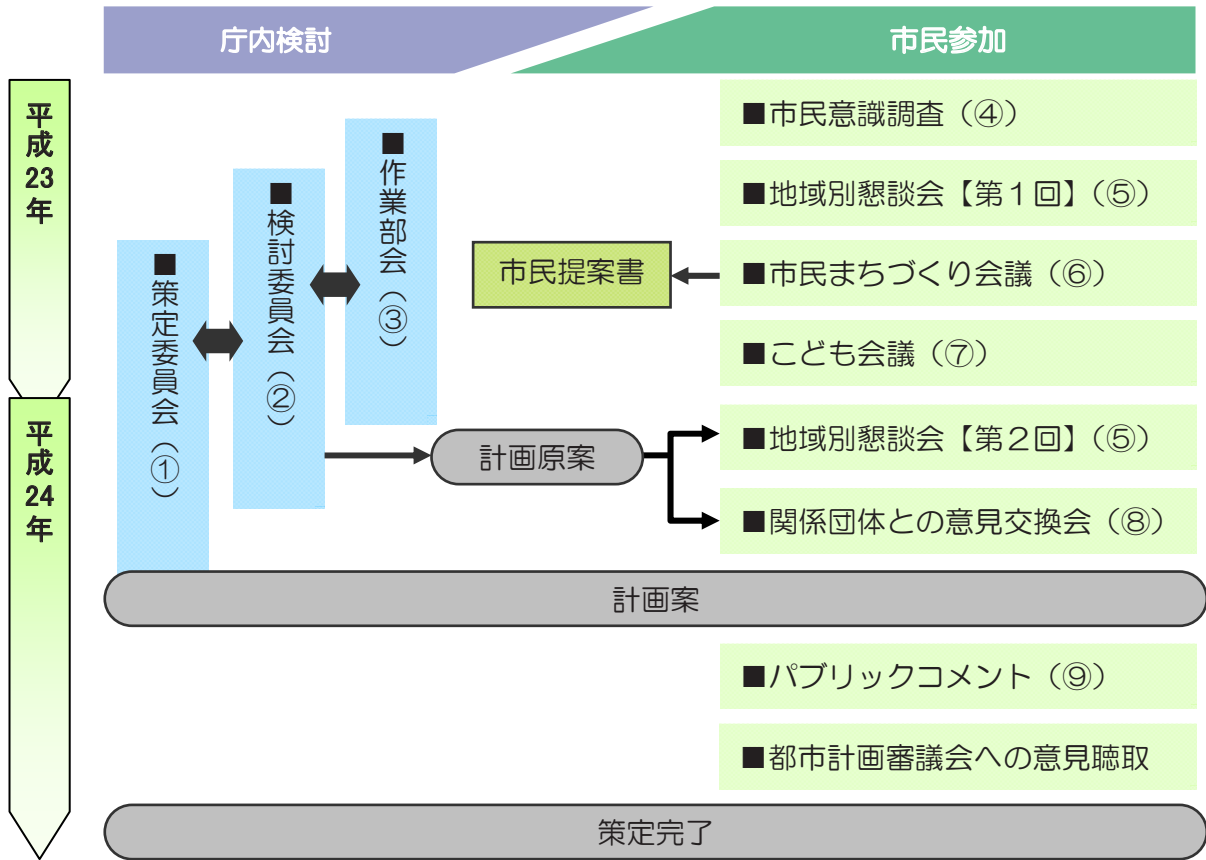 庁内検討
市民参加
平成23年
■市民意識調査（④）
■作業部会（③）
■地域別懇談会【第１回】（⑤）
■検討委員会（②）
■策定委員会（①）
市民提案書
■市民まちづくり会議（⑥）
■こども会議（⑦）
平成24年
計画原案
■地域別懇談会【第２回】（⑤）
■関係団体との意見交換会（⑧）
計画案
■パブリックコメント（⑨）
■都市計画審議会への意見聴取
策定完了